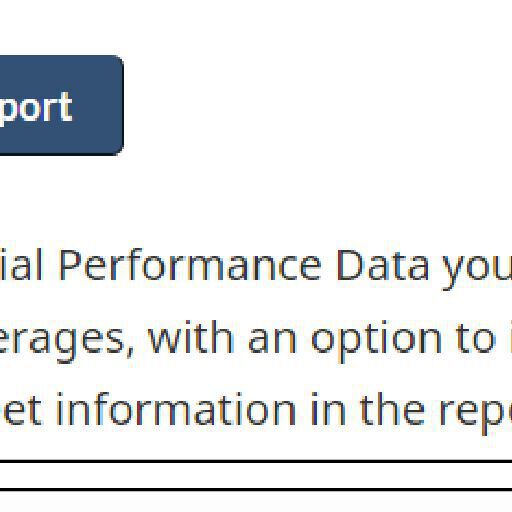 port
ial Performance Data you
erages, with an option to
et information in the rep